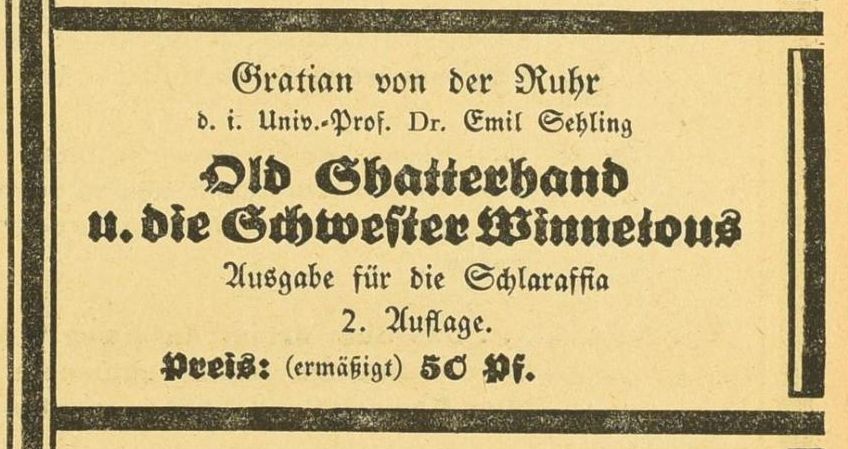 Gratian von der Ruhr
d. i. Univ.-Prof. Dr. Emil Sehling
Old Shatterhand
u. die Schwester Winnetous
Ausgabe für die Schlaraffia
2. Auflage.
Preis: (ermäßigt) 50 Pf.